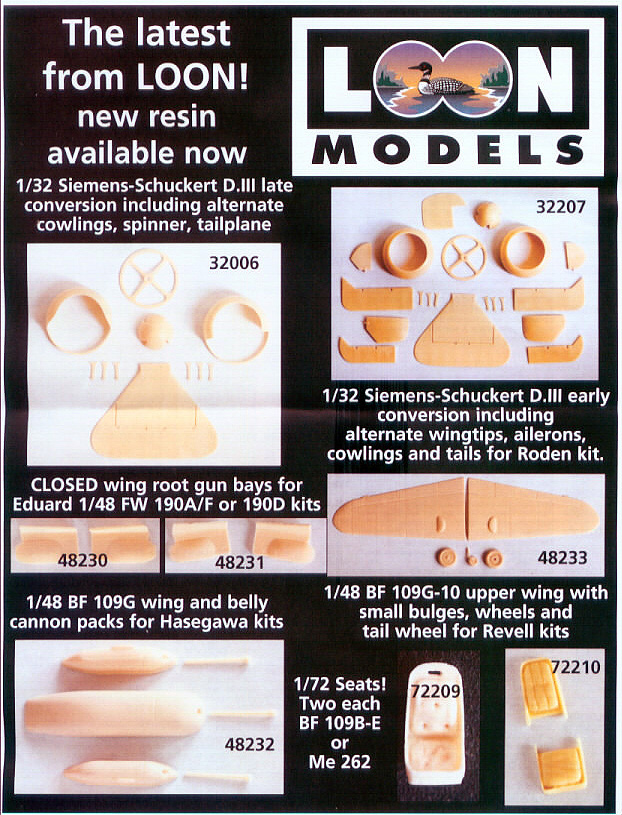 The latest
from LOON!
new resin
available now
LOON
MODELS
1/32 Siemens-Schuckert D.III late
conversion including alternate
cowlings, spinner, tailplane
32006
32207
1/32 Siemens-Schuckert D.III early
conversion including
alternate wingtips, ailerons,
cowlings and tails for Roden kit.
CLOSED wing root gun bays for
Eduard 1/48 FW 190A/F or 190D kits
48230
48231
48233
1/48 BF 109G-10 upper wing with
small bulges, wheels and
tail wheel for Revell kits
1/48 BF 109G wing and belly
cannon packs for Hasegawa kits
48232
1/72 Seats!
Two each
BF 109B-E
or
Me 262
72209
72210